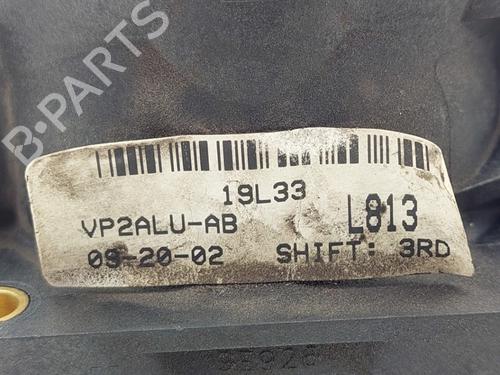 B-PARTS
19L33
VP2ALU-AB L813
09-20-02 SHIFT: 3RD